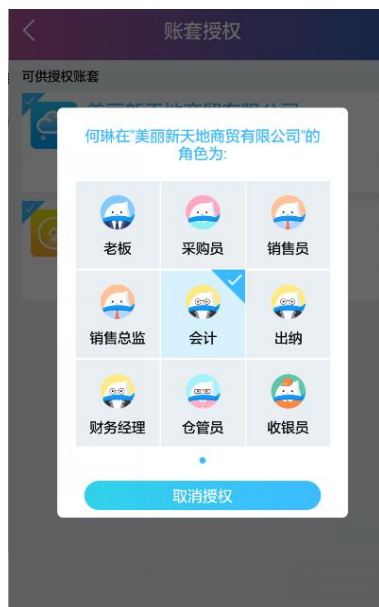 账套授权
可供授权账套
何琳在"美丽新天地商贸有限公司"的
角色为:
老板
采购员
销售员
销售总监
会计
出纳
财务经理
仓管员
收银员
取消授权